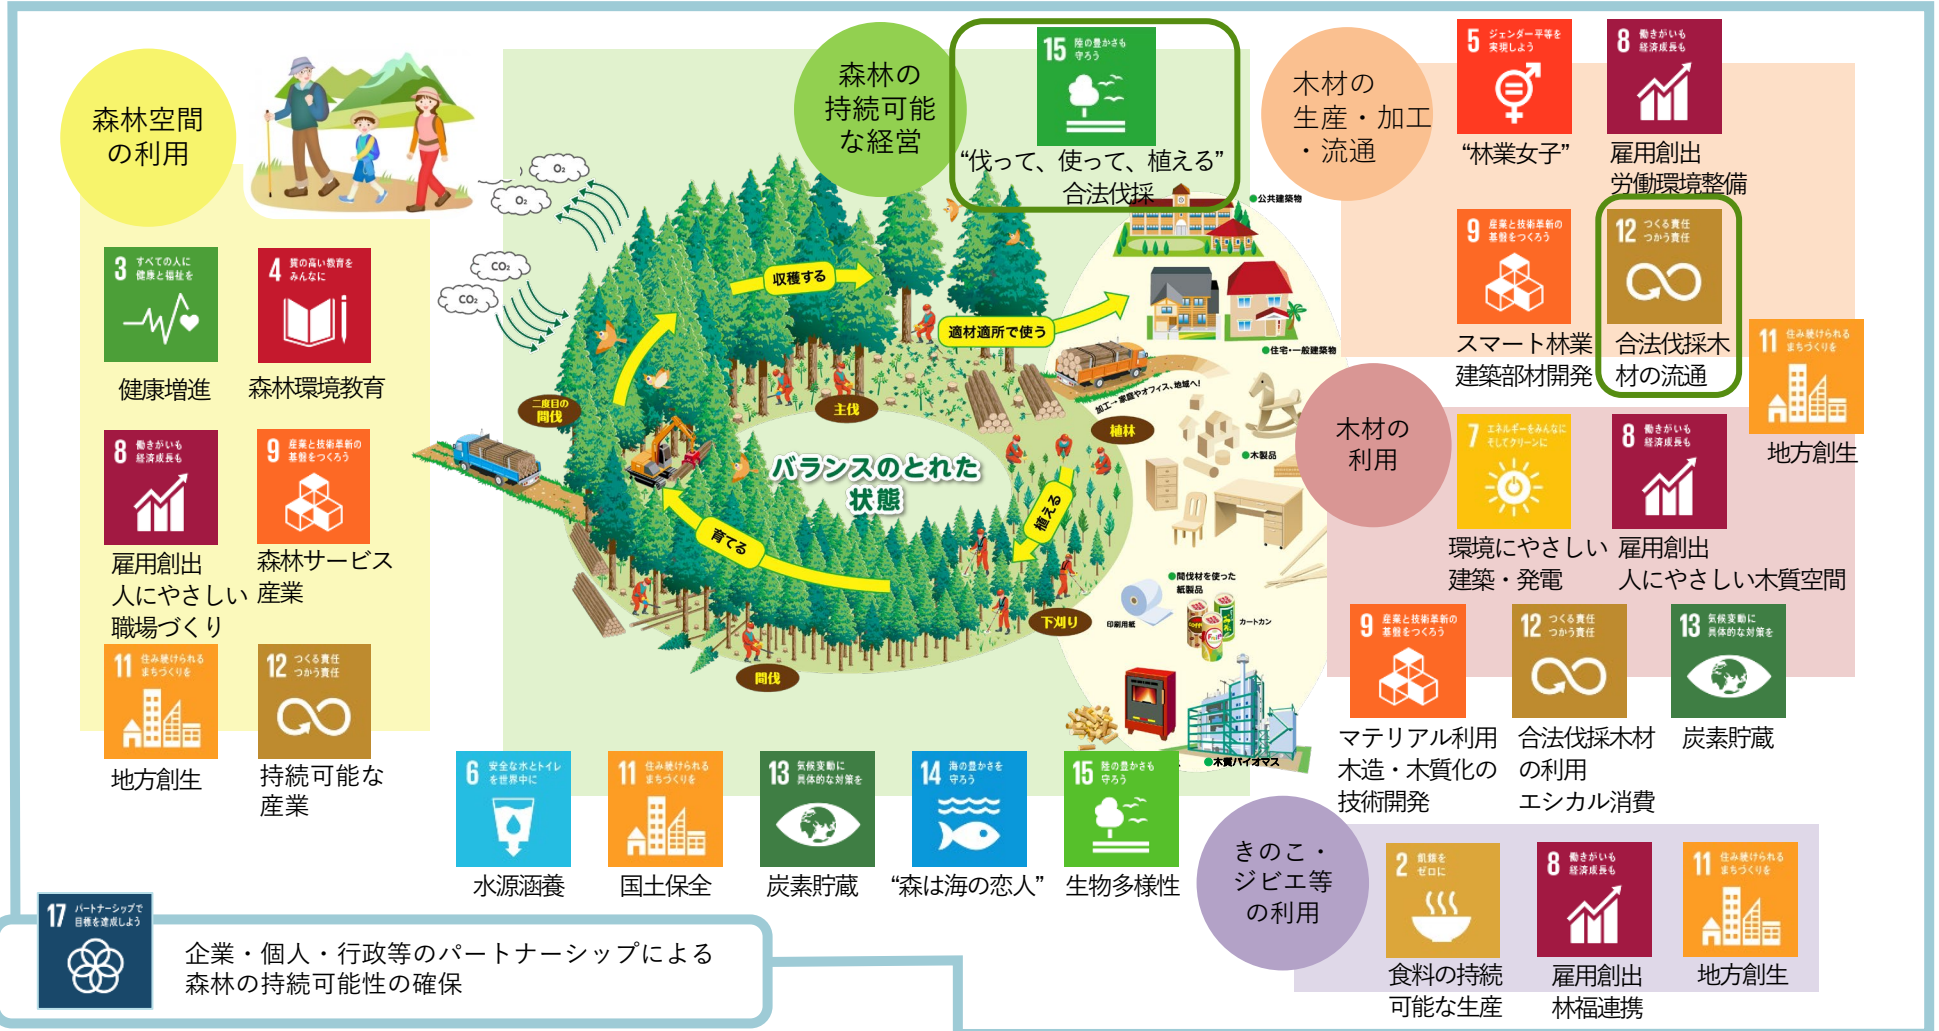 森林空間
の利用
3 すべての人に
健康と福祉を
健康増進
4 質の高い教育を
みんなに
森林環境教育
8 働きがいも
経済成長も
雇用創出
人にやさしい
職場づくり
9 産業と技術革新の
基盤をつくろう
森林サービス
産業
11 住み続けられる
まちづくりを
地方創生
12 つくる責任
つかう責任
持続可能な
産業
森林の
持続可能
な経営
15 陸の豊かさも
守ろう
“伐って、使って、植える”
合法伐採
O₂
O₂
CO₂
CO₂
収穫する
適材適所で使う
二度目の
間伐
主伐
植林
バランスのとれた
状態
植える
育てる
下刈り
間伐
●公共建築物
●住宅・一般建築物
加工→家庭やオフィス、地域へ!
●木製品
●間伐材を使った
紙製品
印刷用紙
カートカン
●木質バイオマス
6 安全な水とトイレ
を世界中に
水源涵養
11 住み続けられる
まちづくりを
国土保全
13 気候変動に
具体的な対策を
炭素貯蔵
14 海の豊かさを
守ろう
“森は海の恋人”
15 陸の豊かさも
守ろう
生物多様性
木材の
生産・加工
・流通
5 ジェンダー平等を
実現しよう
“林業女子”
8 働きがいも
経済成長も
雇用創出
労働環境整備
9 産業と技術革新の
基盤をつくろう
スマート林業
建築部材開発
12 つくる責任
つかう責任
合法伐採木
材の流通
11 住み続けられる
まちづくりを
地方創生
木材の
利用
7 エネルギーをみんなに
そしてクリーンに
環境にやさしい
建築・発電
8 働きがいも
経済成長も
雇用創出
人にやさしい木質空間
9 産業と技術革新の
基盤をつくろう
マテリアル利用
木造・木質化の
技術開発
12 つくる責任
つかう責任
合法伐採木材
の利用
エシカル消費
13 気候変動に
具体的な対策を
炭素貯蔵
きのこ・
ジビエ等
の利用
2 飢餓を
ゼロに
食料の持続
可能な生産
8 働きがいも
経済成長も
雇用創出
林福連携
11 住み続けられる
まちづくりを
地方創生
17 パートナーシップで
目標を達成しよう
企業・個人・行政等のパートナーシップによる
森林の持続可能性の確保